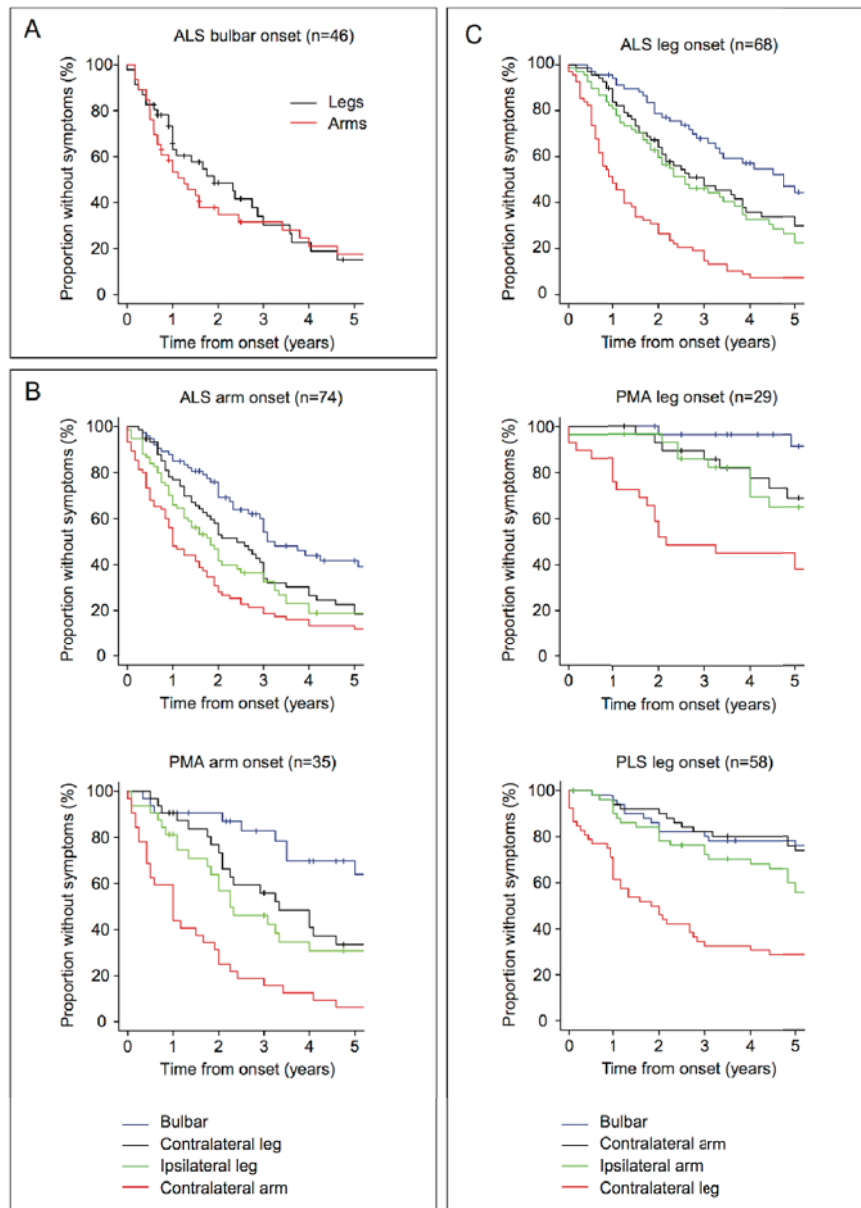 A
ALS bulbar onset (n=46)
Proportion without symptoms (%)
100
80
60
40
20
0
Legs
Arms
0 1 2 3 4 5
Time from onset (years)
B
ALS arm onset (n=74)
Proportion without symptoms (%)
100
80
60
40
20
0
0 1 2 3 4 5
Time from onset (years)
PMA arm onset (n=35)
Proportion without symptoms (%)
100
80
60
40
20
0
0 1 2 3 4 5
Time from onset (years)
Bulbar
Contralateral leg
Ipsilateral leg
Contralateral arm
C
ALS leg onset (n=68)
Proportion without symptoms (%)
100
80
60
40
20
0
0 1 2 3 4 5
Time from onset (years)
PMA leg onset (n=29)
Proportion without symptoms (%)
100
80
60
40
20
0
0 1 2 3 4 5
Time from onset (years)
PLS leg onset (n=58)
Proportion without symptoms (%)
100
80
60
40
20
0
0 1 2 3 4 5
Time from onset (years)
Bulbar
Contralateral arm
Ipsilateral arm
Contralateral leg